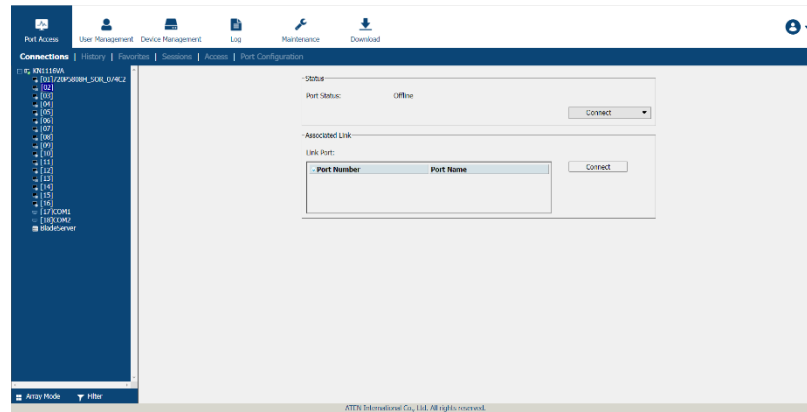 Port Access User Management Device Management Log Maintenance Download
Connections | History | Favorites | Sessions | Access | Port Configuration
KN1116VA
[02]
[03]
[04]
[05]
[06]
[07]
[08]
[09]
[10]
[11]
[12]
[13]
[14]
[15]
[16]
[17]COM1
[18]COM2
BladeServer
Status
Port Status: Offline
Connect
Associated Link
Link Port:
Port Number Port Name
Connect
Array Mode Filter
ATEN International Co., Ltd. All rights reserved.